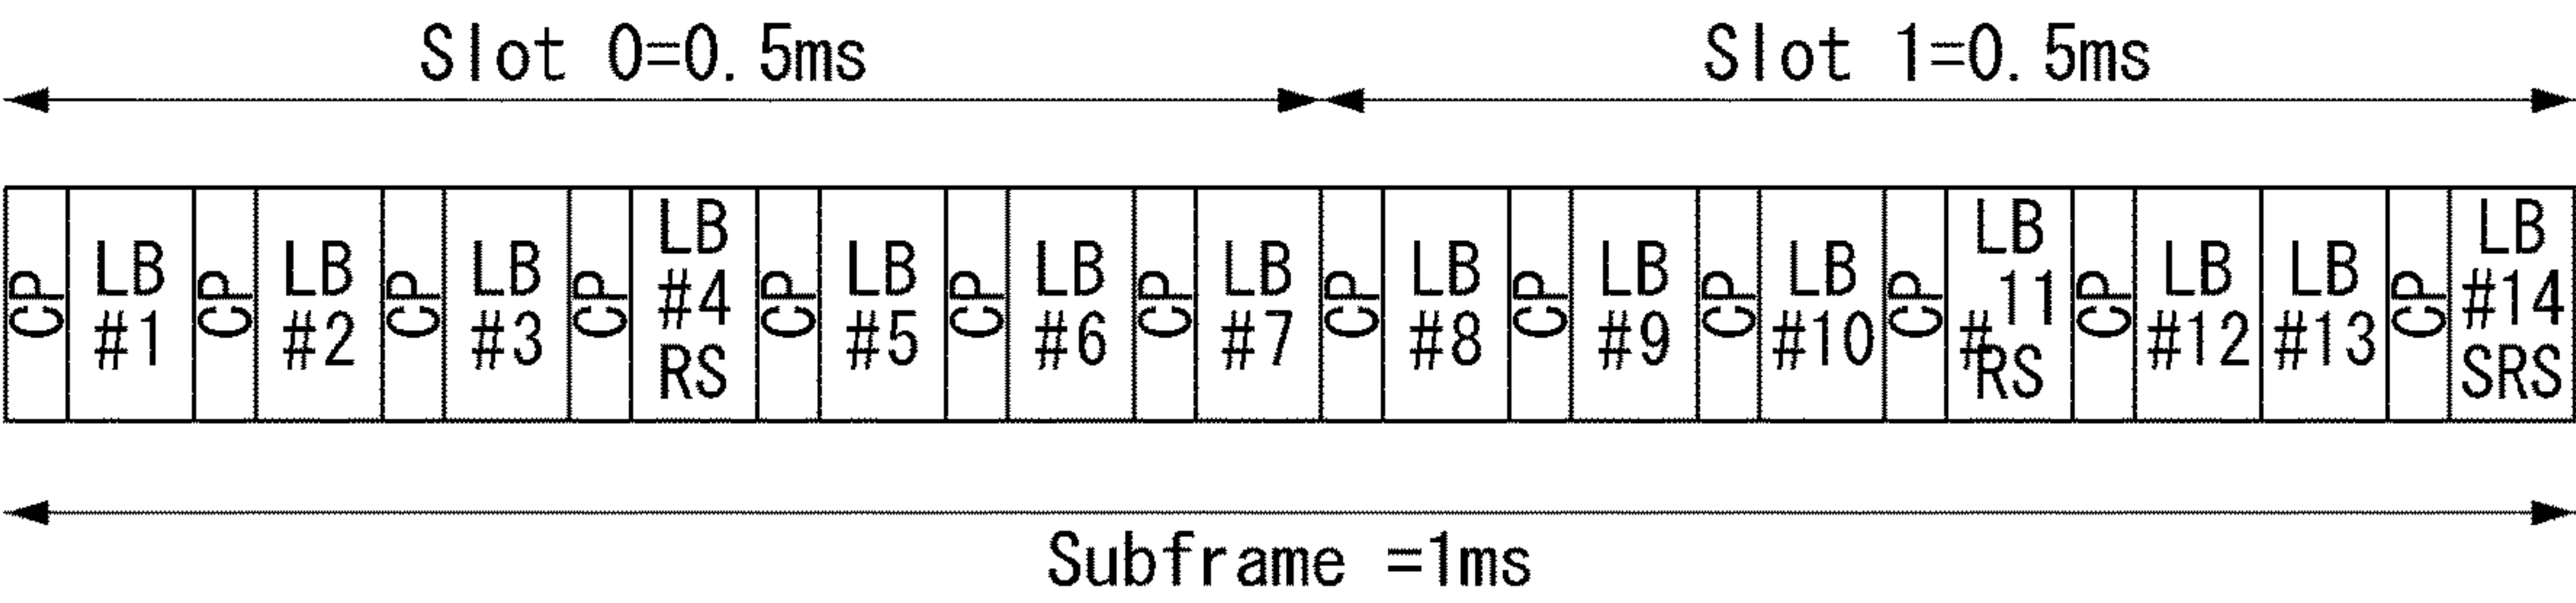 Slot 0=0.5ms
Slot 1=0.5ms
CP
LB
#1
CP
LB
#2
CP
LB
#3
CP
LB
#4
RS
CP
LB
#5
CP
LB
#6
CP
LB
#7
CP
LB
#8
CP
LB
#9
CP
LB
#10
CP
LB
#11
RS
CP
LB
#12
LB
#13
CP
LB
#14
SRS
Subframe =1ms